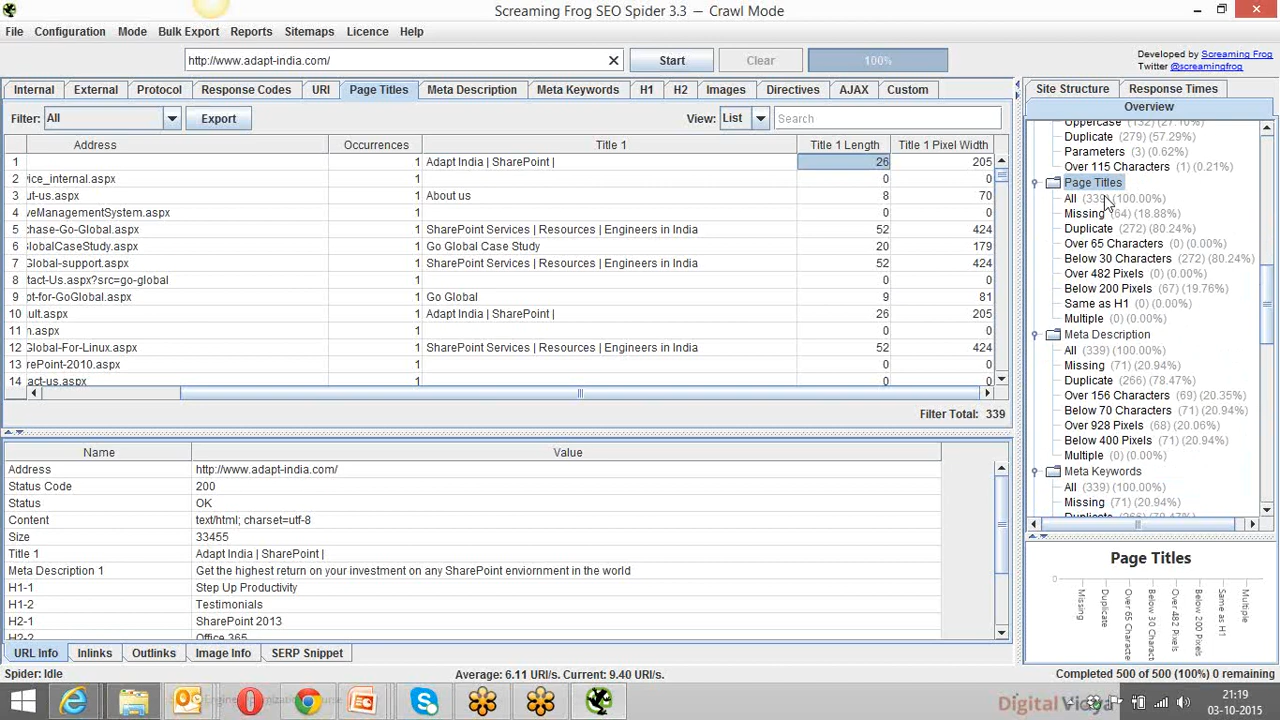 Screaming Frog SEO Spider 3.3 – Crawl Mode
File Configuration Mode Bulk Export Reports Sitemaps Licence Help
http://www.adapt-india.com/ Start Clear 100%
Developed by Screaming Frog
Twitter @screamingfrog
Internal External Protocol Response Codes URI Page Titles Meta Description Meta Keywords H1 H2 Images Directives AJAX Custom
Filter: All Export View: List Search
Address Occurrences Title 1 Title 1 Length Title 1 Pixel Width
1 1 Adapt India | SharePoint | 26 205
2 ice_internal.aspx 1 0 0
3 ut-us.aspx 1 About us 8 70
4 veManagementSystem.aspx 1 0 0
5 chase-Go-Global.aspx 1 SharePoint Services | Resources | Engineers in India 52 424
6 lobalCaseStudy.aspx 1 Go Global Case Study 20 179
7 Global-support.aspx 1 SharePoint Services | Resources | Engineers in India 52 424
8 tact-Us.aspx?src=go-global 1 0 0
9 pt-for-GoGlobal.aspx 1 Go Global 9 81
10 ult.aspx 1 Adapt India | SharePoint | 26 205
11 n.aspx 1 0 0
12 Global-For-Linux.aspx 1 SharePoint Services | Resources | Engineers in India 52 424
13 rePoint-2010.aspx 1 0 0
14 act-us.aspx 1 0 0
Filter Total: 339
Name Value
Address http://www.adapt-india.com/
Status Code 200
Status OK
Content text/html; charset=utf-8
Size 33455
Title 1 Adapt India | SharePoint |
Meta Description 1 Get the highest return on your investment on any SharePoint enviornment in the world
H1-1 Step Up Productivity
H1-2 Testimonials
H2-1 SharePoint 2013
H2-2 Office 365
URL Info Inlinks Outlinks Image Info SERP Snippet
Site Structure Response Times
Overview
Uppercase (132) (27.10%)
Duplicate (279) (57.29%)
Parameters (3) (0.62%)
Over 115 Characters (1) (0.21%)
Page Titles
All (339) (100.00%)
Missing (64) (18.88%)
Duplicate (272) (80.24%)
Over 65 Characters (0) (0.00%)
Below 30 Characters (272) (80.24%)
Over 482 Pixels (0) (0.00%)
Below 200 Pixels (67) (19.76%)
Same as H1 (0) (0.00%)
Multiple (0) (0.00%)
Meta Description
All (339) (100.00%)
Missing (71) (20.94%)
Duplicate (266) (78.47%)
Over 156 Characters (69) (20.35%)
Below 70 Characters (71) (20.94%)
Over 928 Pixels (68) (20.06%)
Below 400 Pixels (71) (20.94%)
Multiple (0) (0.00%)
Meta Keywords
All (339) (100.00%)
Missing (71) (20.94%)
Duplicate (266) (78.47%)
Page Titles
0
Missing
Duplicate
Over 65 Characte
Below 30 Charact
Over 482 Pixels
Below 200 Pixels
Same as H1
Multiple
Spider: Idle Average: 6.11 URI/s. Current: 9.40 URI/s. Completed 500 of 500 (100%) 0 remaining
Digital Vidya
21:19
03-10-2015